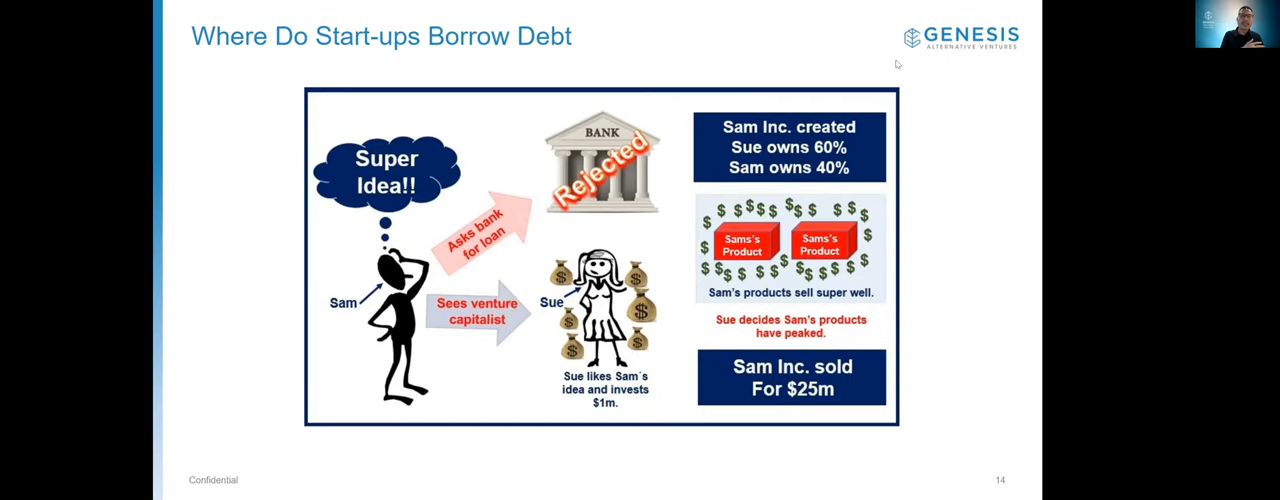 Where Do Start-ups Borrow Debt
GENESIS
ALTERNATIVE VENTURES
Super
Idea!!
Sam
Asks bank
for loan
Sees venture
capitalist
BANK
Rejected
Sue
Sue likes Sam´s
idea and invests
$1m.
Sam Inc. created
Sue owns 60%
Sam owns 40%
Sams's
Product
Sams's
Product
Sam's products sell super well.
Sue decides Sam's products
have peaked.
Sam Inc. sold
For $25m
Confidential
14